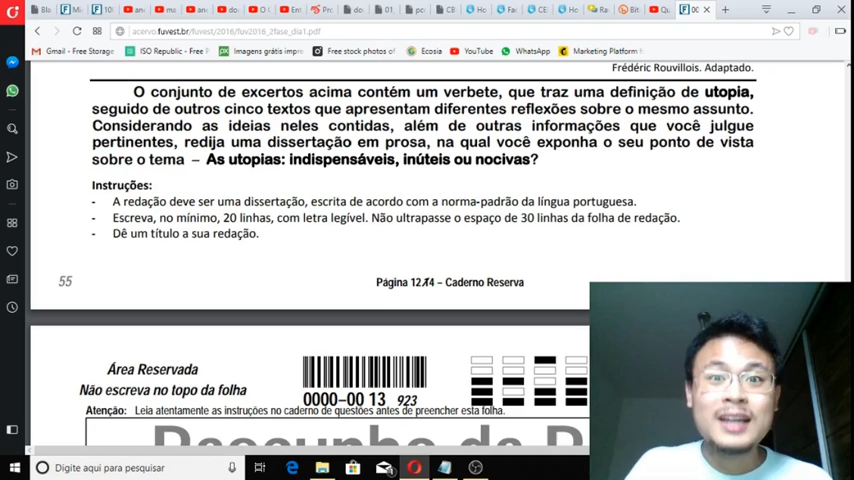 acervo.fuvest.br/fuvest/2016/fuv2016_2fase_dia1.pdf
Gmail - Free Storage ISO Republic - Free P Imagens grátis impre Free stock photos of Ecosia YouTube WhatsApp Marketing Platform
Frédéric Rouvillois. Adaptado.
O conjunto de excertos acima contém um verbete, que traz uma definição de utopia,
seguido de outros cinco textos que apresentam diferentes reflexões sobre o mesmo assunto.
Considerando as ideias neles contidas, além de outras informações que você julgue
pertinentes, redija uma dissertação em prosa, na qual você exponha o seu ponto de vista
sobre o tema – As utopias: indispensáveis, inúteis ou nocivas?
Instruções:
- A redação deve ser uma dissertação, escrita de acordo com a norma-padrão da língua portuguesa.
- Escreva, no mínimo, 20 linhas, com letra legível. Não ultrapasse o espaço de 30 linhas da folha de redação.
- Dê um título a sua redação.
55
Página 12 – Caderno Reserva
Área Reservada
Não escreva no topo da folha
0000-00 13 923
Atenção: Leia atentamente as instruções no caderno de questões antes de preencher esta folha.
Digite aqui para pesquisar